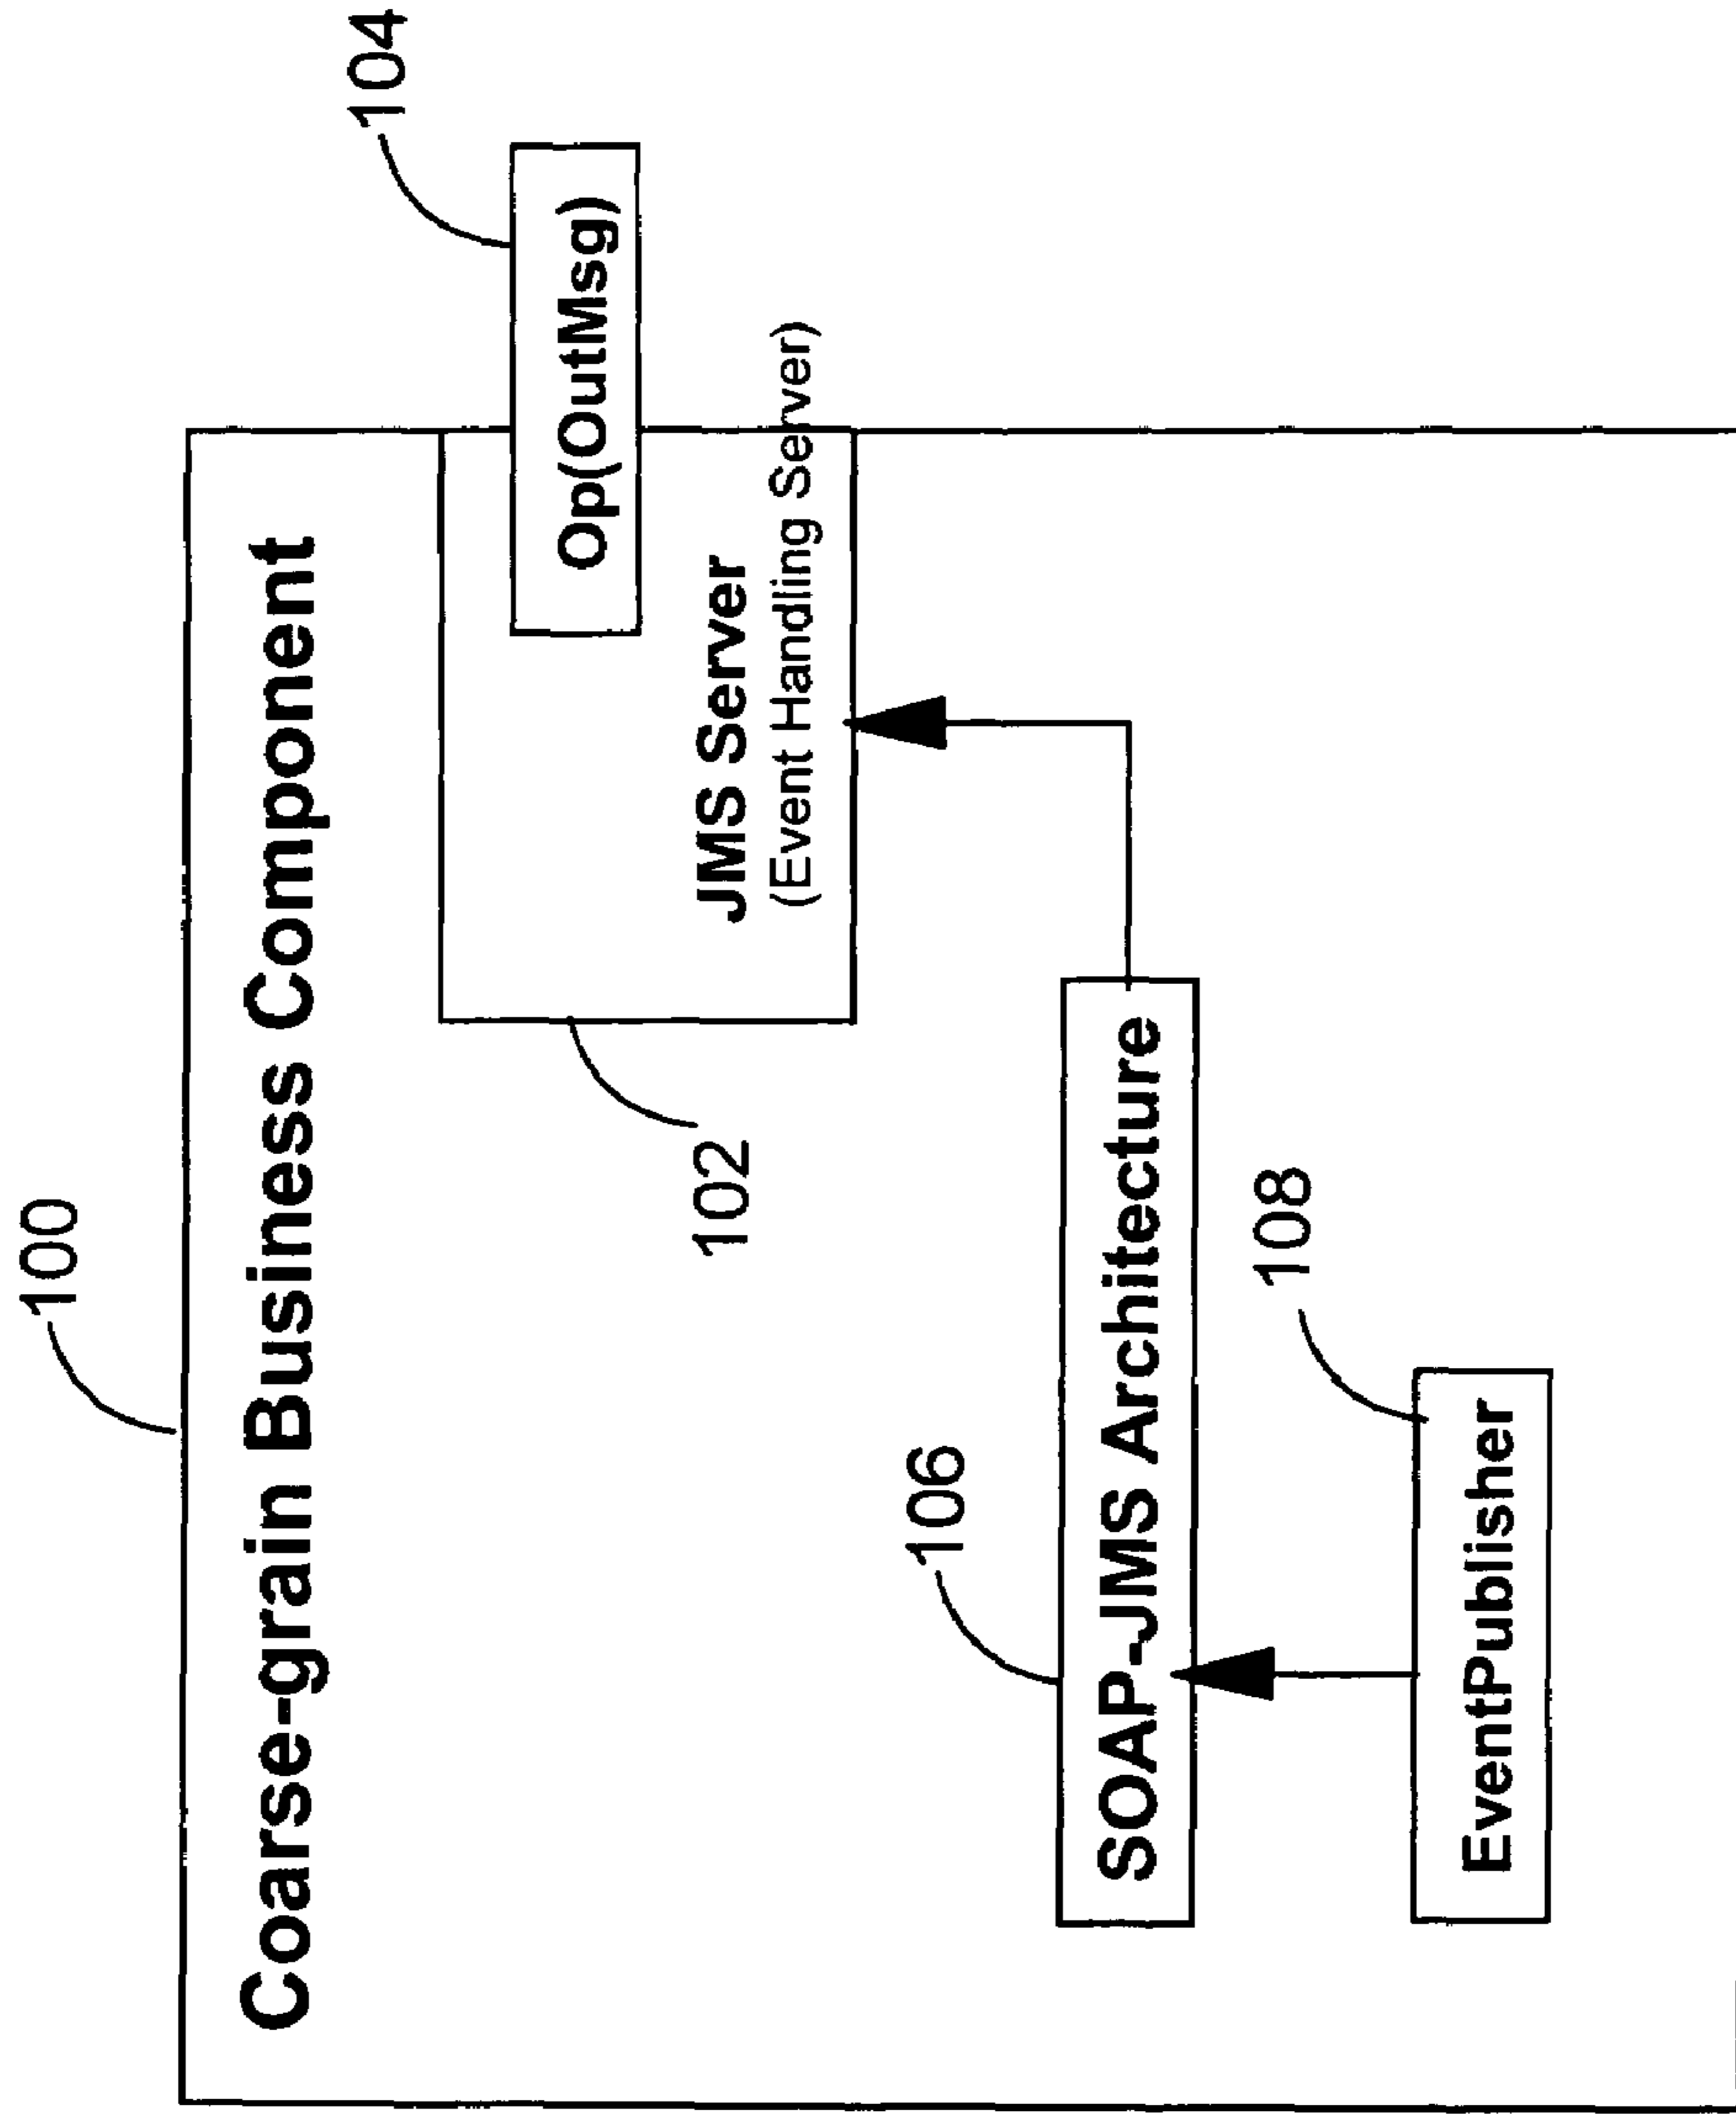 100
Coarse-grain Business Component
104
Op(OutMsg)
JMS Server
(Event Handling Server)
102
106
SOAP-JMS Architecture
108
EventPublisher